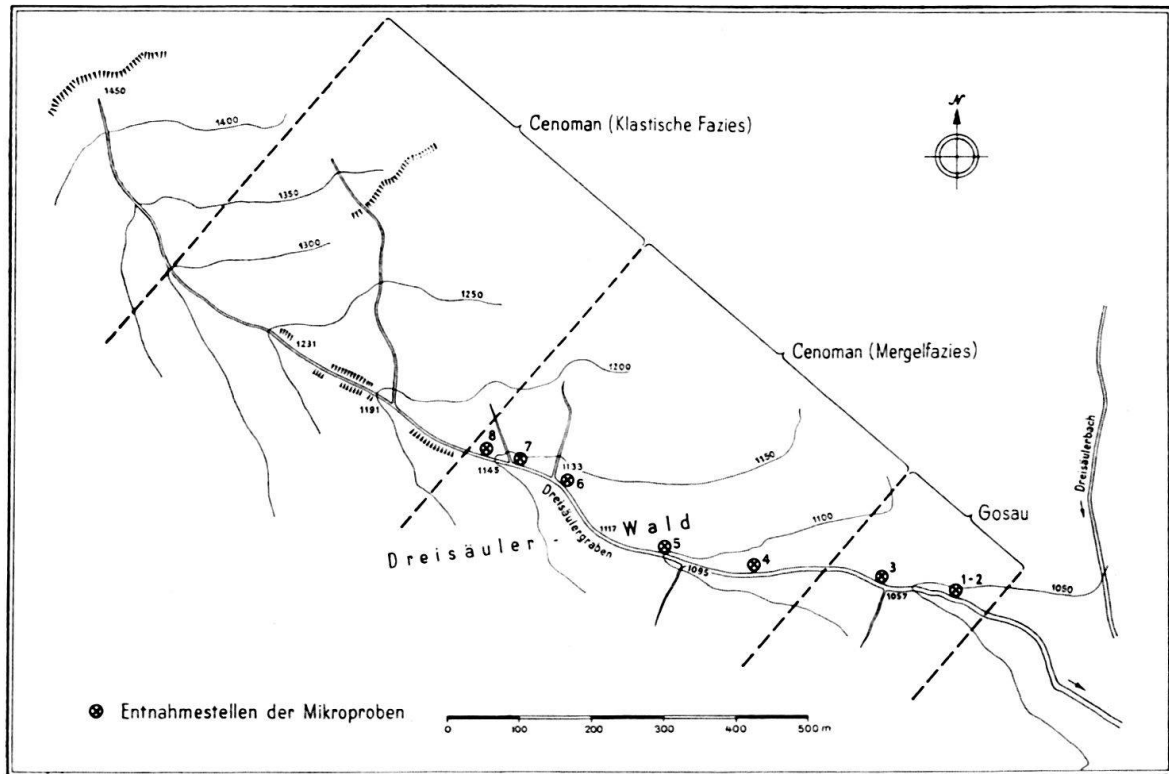 N
1450
1400
Cenoman (Klastische Fazies)
1350
1300
1250
1231
1200
Cenoman (Mergelfazies)
1191
8
7
1145
1133
6
1150
Dreisäulergraben
Dreisäulerbach
1117
Wald
1100
Gosau
Dreisäuler -
5
4
1095
3
1-2
1057
1050
Entnahmestellen der Mikroproben
0 100 200 300 400 500 m